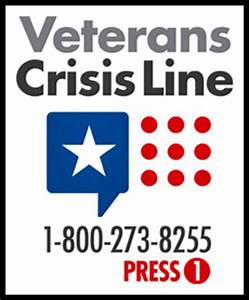 Veterans
Crisis Line
1-800-273-8255
PRESS 1